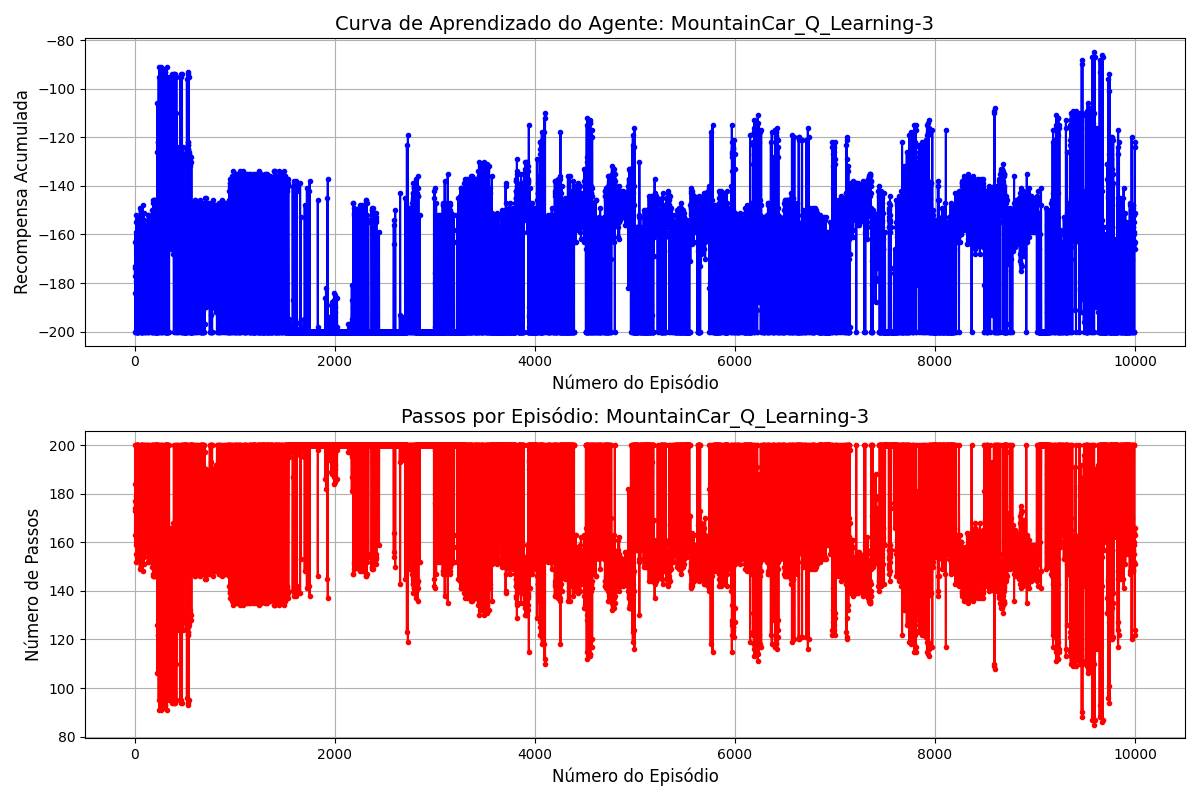 Curva de Aprendizado do Agente: MountainCar_Q_Learning-3
Recompensa Acumulada
−80
−100
−120
−140
−160
−180
−200
0 2000 4000 6000 8000 10000
Número do Episódio
Passos por Episódio: MountainCar_Q_Learning-3
Número de Passos
200
180
160
140
120
100
80
0 2000 4000 6000 8000 10000
Número do Episódio